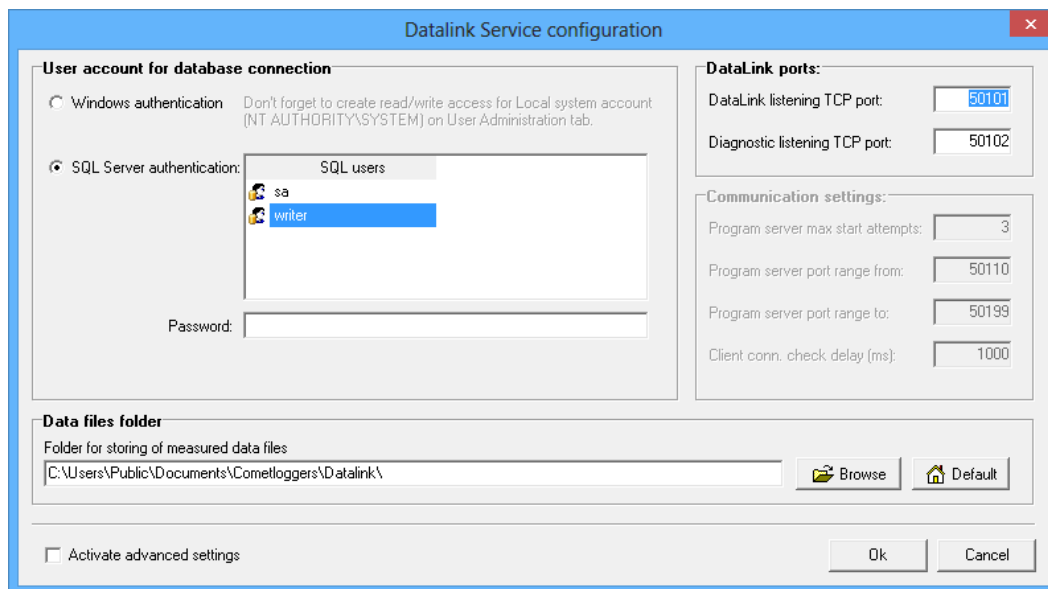 Datalink Service configuration
User account for database connection
Windows authentication
Don't forget to create read/write access for Local system account
(NT AUTHORITY\SYSTEM) on User Administration tab.
SQL Server authentication:
SQL users
sa
writer
Password:
DataLink ports:
DataLink listening TCP port: 50101
Diagnostic listening TCP port: 50102
Communication settings:
Program server max start attempts: 3
Program server port range from: 50110
Program server port range to: 50199
Client conn. check delay (ms): 1000
Data files folder
Folder for storing of measured data files
C:\Users\Public\Documents\Cometloggers\Datalink\
Browse
Default
Activate advanced settings
Ok
Cancel